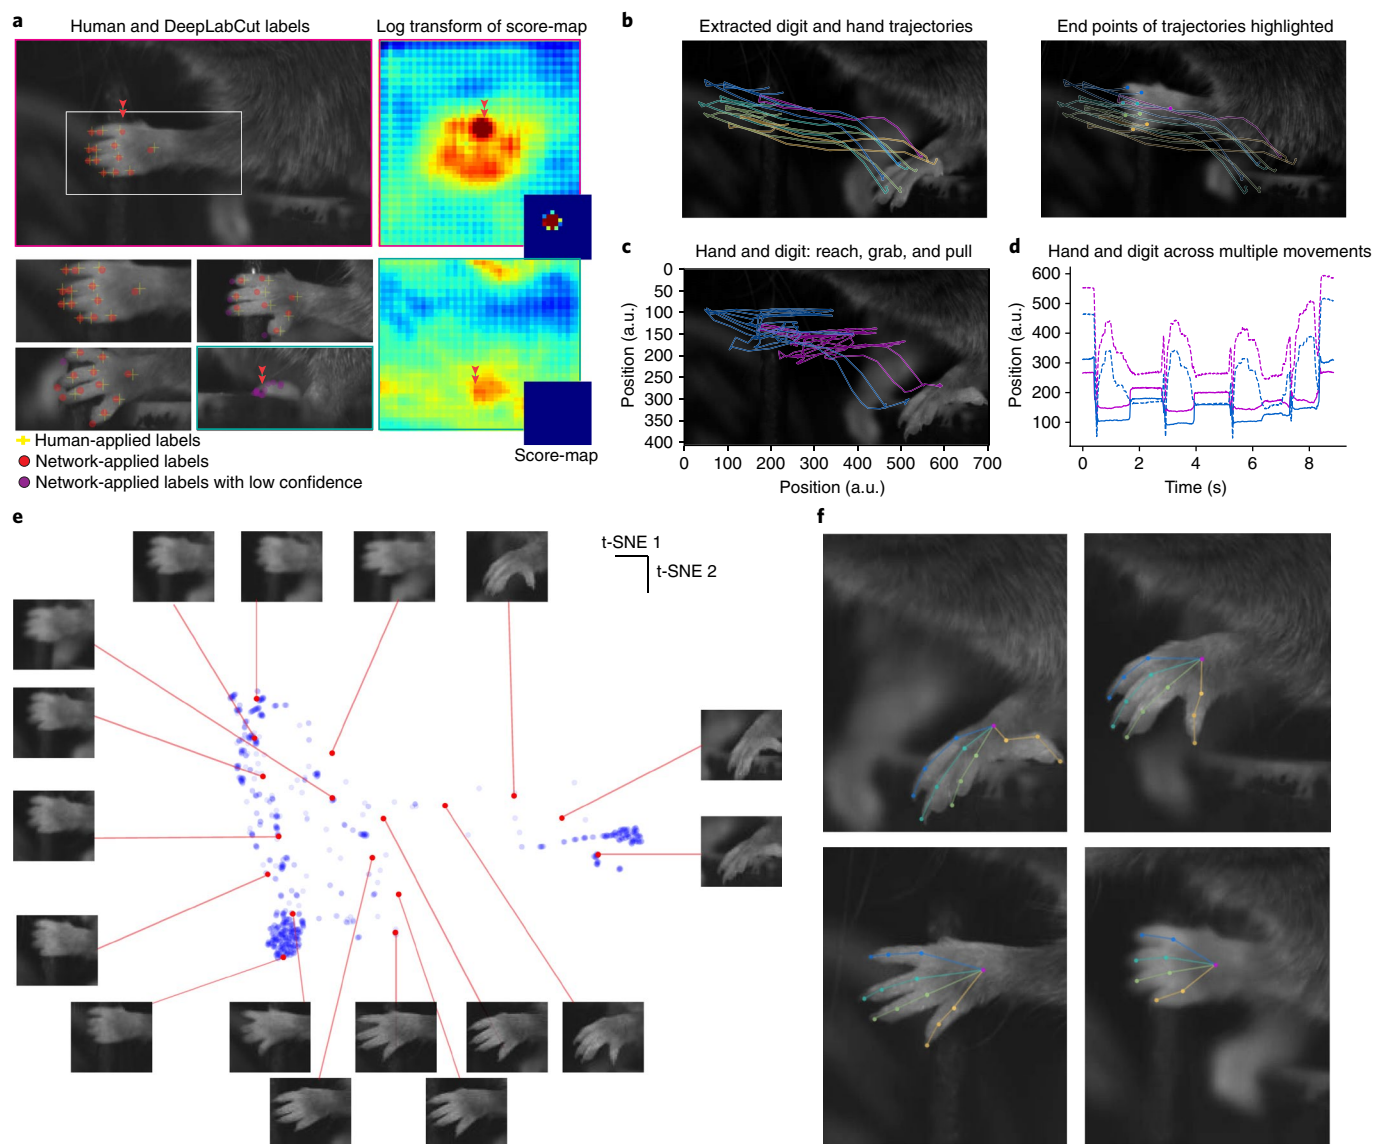 a
Human and DeepLabCut labels
Log transform of score-map
Human-applied labels
Network-applied labels
Network-applied labels with low confidence
Score-map
b
Extracted digit and hand trajectories
End points of trajectories highlighted
c
Hand and digit: reach, grab, and pull
Position (a.u.)
0
50
100
150
200
250
300
350
400
0 100 200 300 400 500 600 700
Position (a.u.)
d
Hand and digit across multiple movements
Position (a.u.)
600
500
400
300
200
100
0 2 4 6 8
Time (s)
e
t-SNE 1
t-SNE 2
f